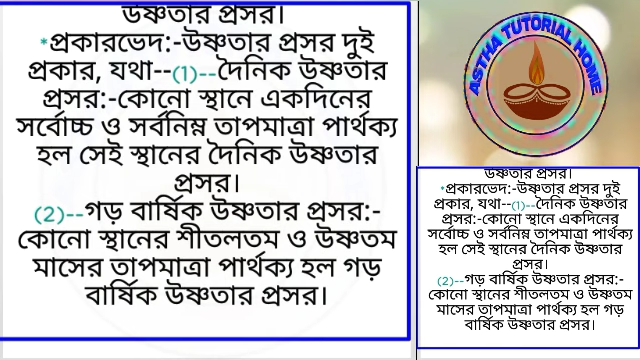 উষ্ণতার প্রসর।
*প্রকারভেদ:-উষ্ণতার প্রসর দুই
প্রকার, যথা--(1)--দৈনিক উষ্ণতার
প্রসর:-কোনো স্থানে একদিনের
সর্বোচ্চ ও সর্বনিম্ন তাপমাত্রা পার্থক্য
হল সেই স্থানের দৈনিক উষ্ণতার
প্রসর।
(2)--গড় বার্ষিক উষ্ণতার প্রসর:-
কোনো স্থানের শীতলতম ও উষ্ণতম
মাসের তাপমাত্রা পার্থক্য হল গড়
বার্ষিক উষ্ণতার প্রসর।
ASTHA TUTORIAL HOME
উষ্ণতার প্রসর।
*প্রকারভেদ:-উষ্ণতার প্রসর দুই
প্রকার, যথা--(1)--দৈনিক উষ্ণতার
প্রসর:-কোনো স্থানে একদিনের
সর্বোচ্চ ও সর্বনিম্ন তাপমাত্রা পার্থক্য
হল সেই স্থানের দৈনিক উষ্ণতার
প্রসর।
(2)--গড় বার্ষিক উষ্ণতার প্রসর:-
কোনো স্থানের শীতলতম ও উষ্ণতম
মাসের তাপমাত্রা পার্থক্য হল গড়
বার্ষিক উষ্ণতার প্রসর।